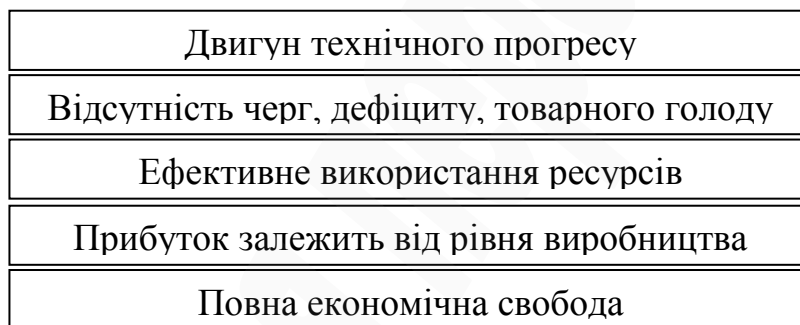 Двигун технічного прогресу
Відсутність черг, дефіциту, товарного голоду
Ефективне використання ресурсів
Прибуток залежить від рівня виробництва
Повна економічна свобода